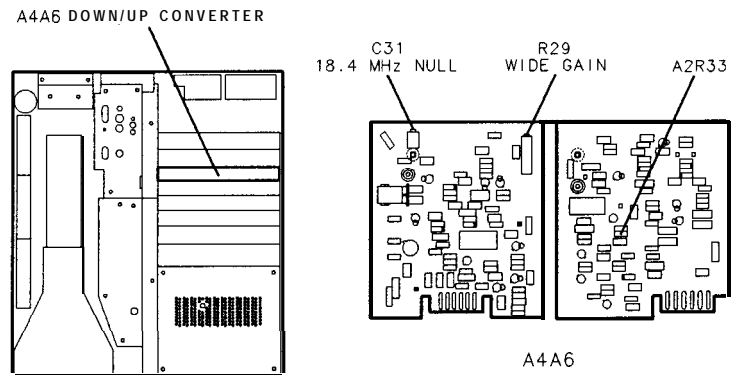 A4A6 DOWN/UP CONVERTER
C31
18.4 MHz NULL
R29
WIDE GAIN
A2R33
A4A6